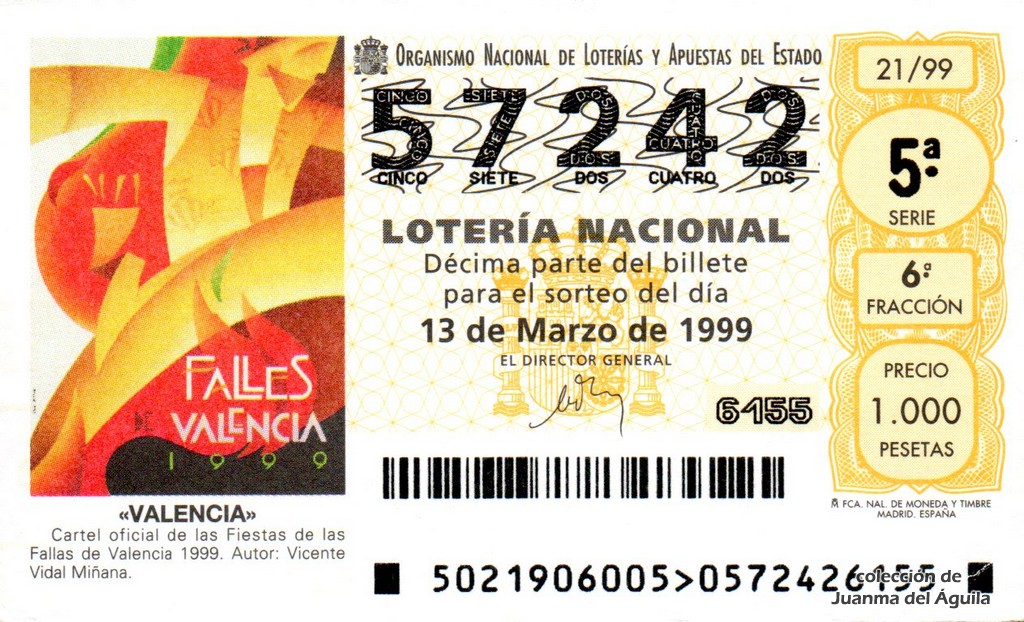 ORGANISMO NACIONAL DE LOTERÍAS Y APUESTAS DEL ESTADO
57242
CINCO SIETE DOS CUATRO DOS
CINCO SIETE DOS CUATRO DOS
LOTERÍA NACIONAL
Décima parte del billete
para el sorteo del día
13 de Marzo de 1999
EL DIRECTOR GENERAL
6455
21/99
5ª
SERIE
6ª
FRACCIÓN
PRECIO
1.000
PESETAS
FCA. NAL. DE MONEDA Y TIMBRE
MADRID. ESPAÑA
FALLES
VALENCIA
1999
«VALENCIA»
Cartel oficial de las Fiestas de las
Fallas de Valencia 1999. Autor: Vicente
Vidal Miñana.
5021906005>0572426155
colección de
Juanma del Águila